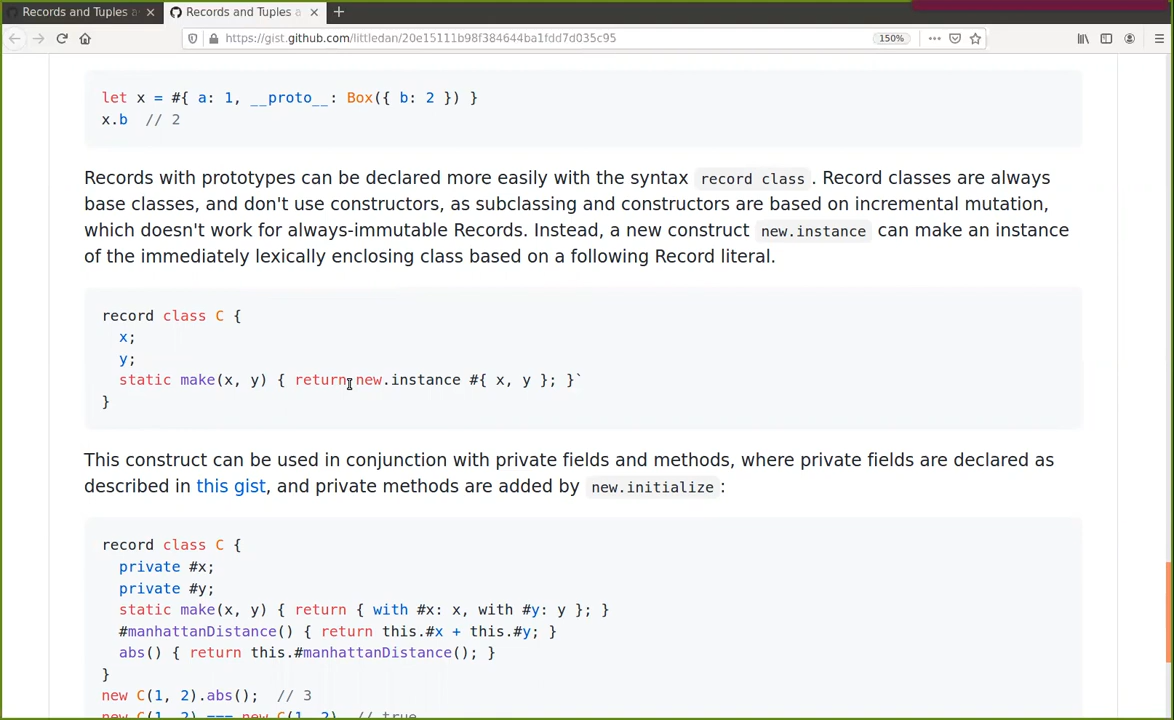 Records and Tuples a
Records and Tuples a
https://gist.github.com/littledan/20e15111b98f384644ba1fdd7d035c95
150%
let x = #{ a: 1, __proto__: Box({ b: 2 }) }
x.b // 2
Records with prototypes can be declared more easily with the syntax record class. Record classes are always
base classes, and don't use constructors, as subclassing and constructors are based on incremental mutation,
which doesn't work for always-immutable Records. Instead, a new construct new.instance can make an instance
of the immediately lexically enclosing class based on a following Record literal.
record class C {
x;
y;
static make(x, y) { return new.instance #{ x, y }; }`
}
This construct can be used in conjunction with private fields and methods, where private fields are declared as
described in this gist, and private methods are added by new.initialize:
record class C {
private #x;
private #y;
static make(x, y) { return { with #x: x, with #y: y }; }
#manhattanDistance() { return this.#x + this.#y; }
abs() { return this.#manhattanDistance(); }
}
new C(1, 2).abs(); // 3
new C(1, 2) === new C(1, 2) // true